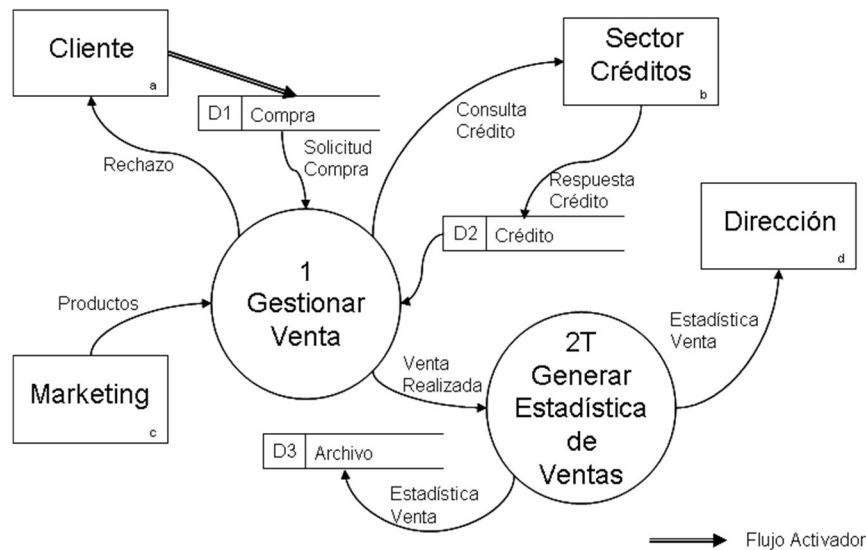 Cliente
a
Sector
Créditos
b
D1 Compra
Consulta
Crédito
Solicitud
Compra
Rechazo
Respuesta
Crédito
Dirección
d
D2 Crédito
1
Gestionar
Venta
Productos
Estadística
Venta
2T
Generar
Estadística
de
Ventas
Venta
Realizada
Marketing
c
D3 Archivo
Estadística
Venta
Flujo Activador